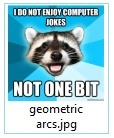 I DO NOT ENJOY COMPUTER
JOKES
NOT ONE BIT
geometric
arcs.jpg